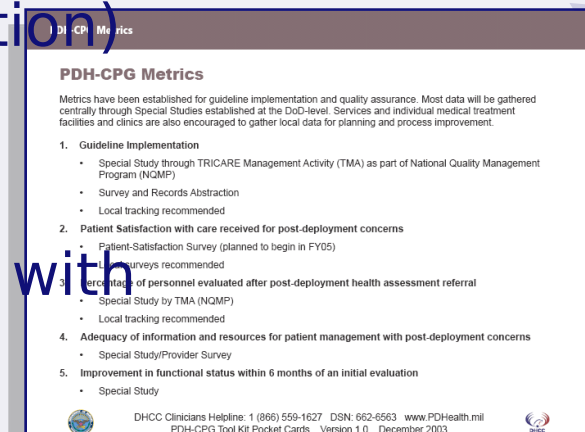 tion)
PDH-CPG Metrics
PDH-CPG Metrics
Metrics have been established for guideline implementation and quality assurance. Most data will be gathered
centrally through Special Studies established at the DoD-level. Services and individual medical treatment
facilities and clinics are also encouraged to gather local data for planning and process improvement.
1. Guideline Implementation
• Special Study through TRICARE Management Activity (TMA) as part of National Quality Management
Program (NQMP)
• Survey and Records Abstraction
• Local tracking recommended
2. Patient Satisfaction with care received for post-deployment concerns
• Patient-Satisfaction Survey (planned to begin in FY05)
• Local surveys recommended
with
3. Percentage of personnel evaluated after post-deployment health assessment referral
• Special Study by TMA (NQMP)
• Local tracking recommended
4. Adequacy of information and resources for patient management with post-deployment concerns
• Special Study/Provider Survey
5. Improvement in functional status within 6 months of an initial evaluation
• Special Study
DHCC Clinicians Helpline: 1 (866) 559-1627 DSN: 662-6563 www.PDHealth.mil
PDH-CPG Tool Kit Pocket Cards Version 1.0 December 2003
DHCC